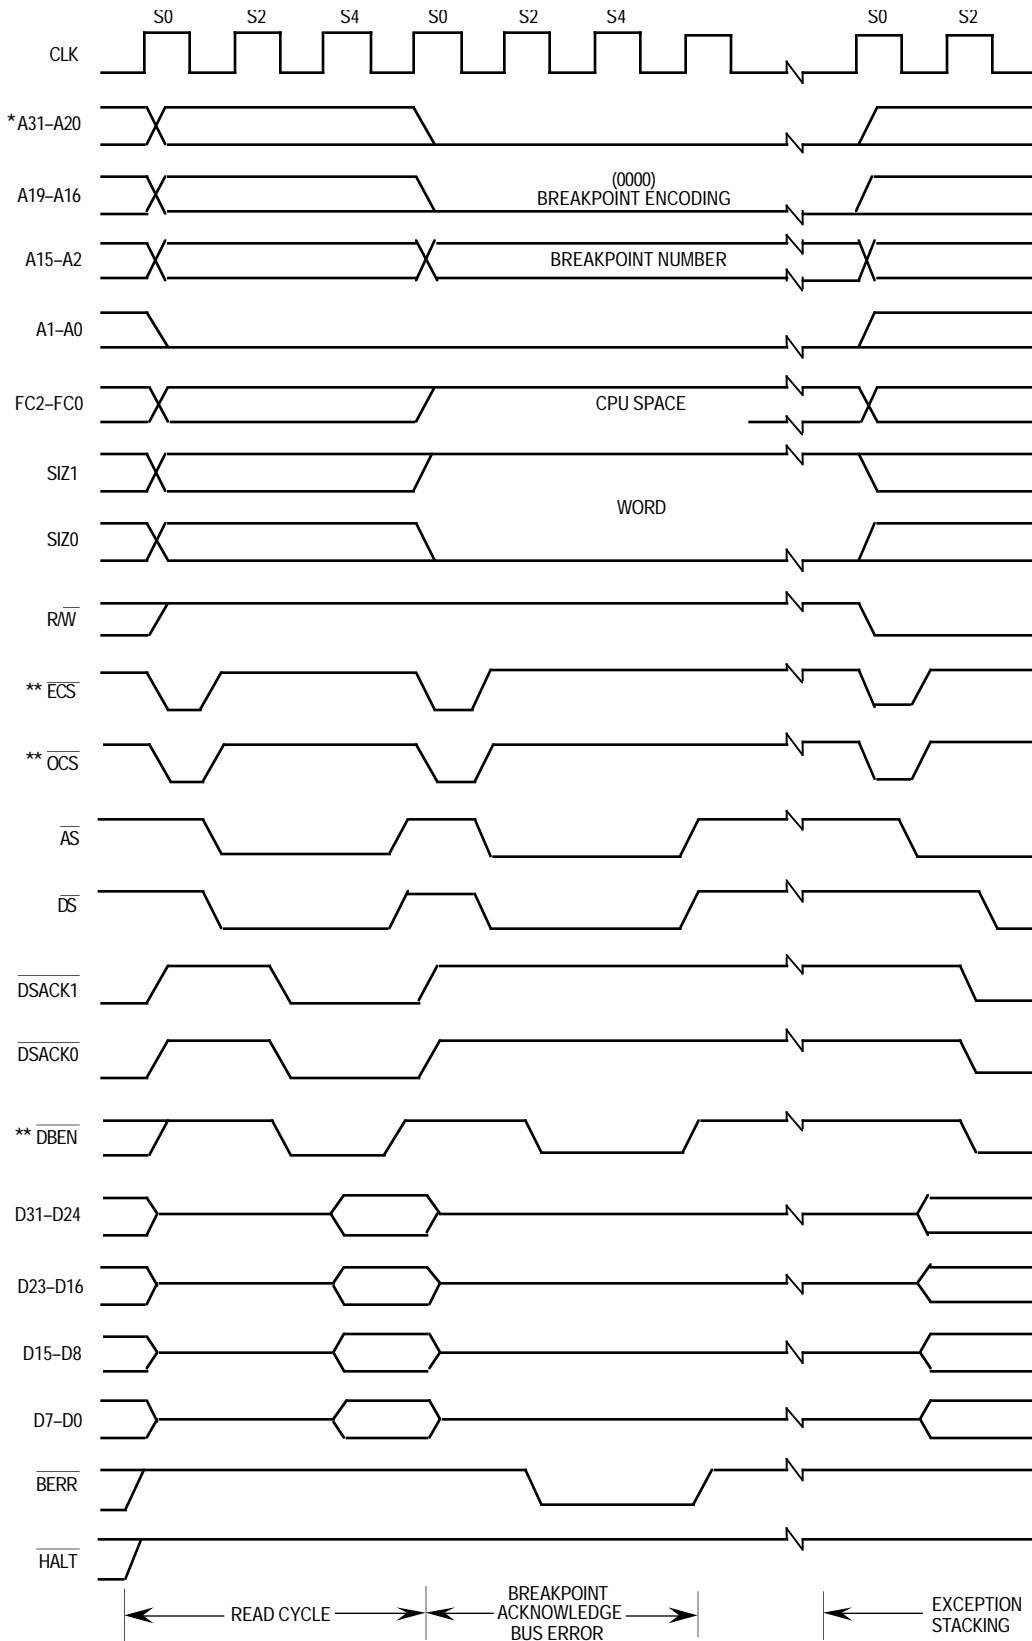 S0 S2 S4 S0 S2 S4 S0 S2
CLK
*A31–A20
A19–A16
(0000)
BREAKPOINT ENCODING
A15–A2
BREAKPOINT NUMBER
A1–A0
FC2–FC0
CPU SPACE
SIZ1
WORD
SIZ0
R/W
** ECS
** OCS
AS
DS
DSACK1
DSACK0
** DBEN
D31–D24
D23–D16
D15–D8
D7–D0
BERR
HALT
READ CYCLE
BREAKPOINT
ACKNOWLEDGE
BUS ERROR
EXCEPTION
STACKING